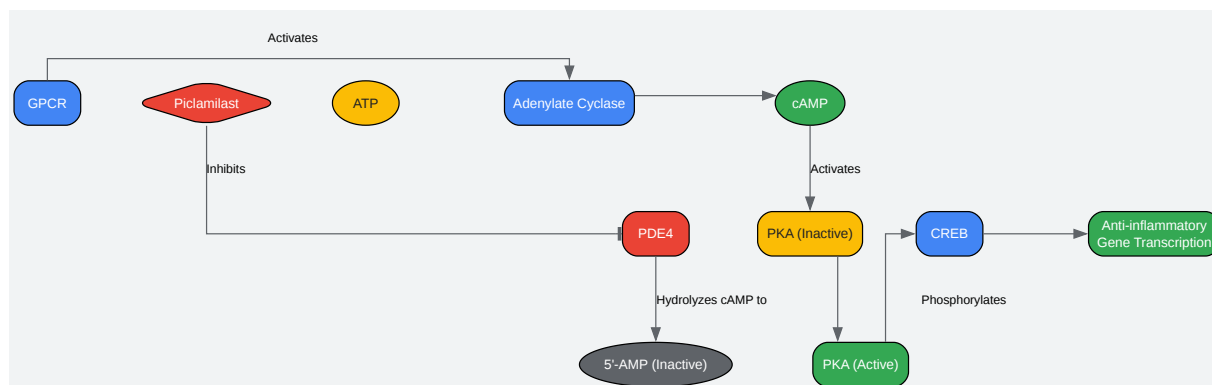 Activates
GPCR
Piclamilast
ATP
Adenylate Cyclase
cAMP
Inhibits
Activates
PDE4
PKA (Inactive)
CREB
Anti-inflammatory
Gene Transcription
Hydrolyzes cAMP to
Phosphorylates
5'-AMP (Inactive)
PKA (Active)